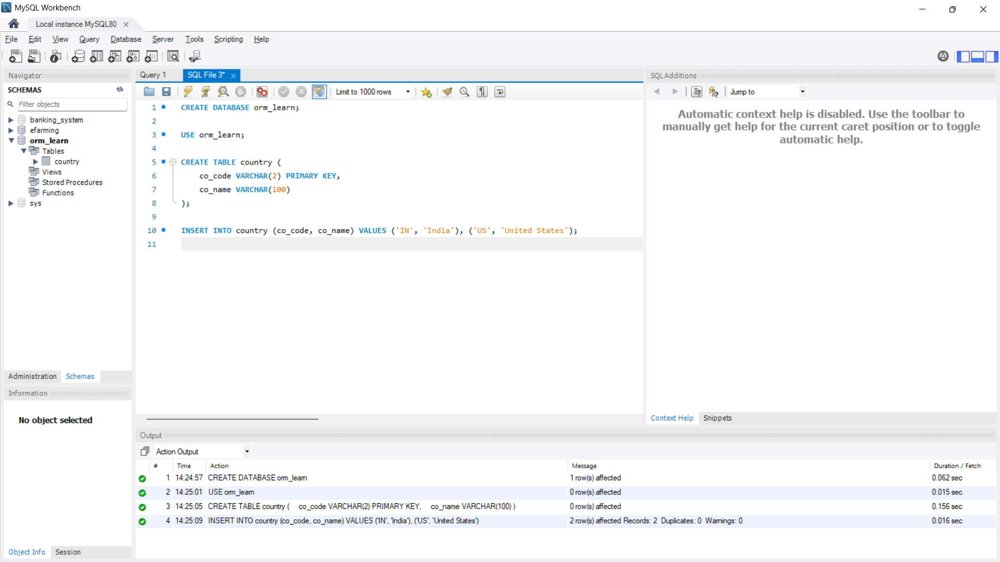 MySQL Workbench
Local instance MySQL80
File Edit View Query Database Server Tools Scripting Help
Navigator
SCHEMAS
Filter objects
banking_system
efarming
orm_learn
Tables
country
Views
Stored Procedures
Functions
sys
Administration Schemas
Information
No object selected
Object Info Session
Query 1 SQL File 3*
Limit to 1000 rows
1 CREATE DATABASE orm_learn;
2
3 USE orm_learn;
4
5 CREATE TABLE country (
6 co_code VARCHAR(2) PRIMARY KEY,
7 co_name VARCHAR(100)
8 );
9
10 INSERT INTO country (co_code, co_name) VALUES ('IN', 'India'), ('US', 'United States');
11
SQLAdditions
Jump to
Automatic context help is disabled. Use the toolbar to
manually get help for the current caret position or to toggle
automatic help.
Context Help Snippets
Output
Action Output
# Time Action Message Duration / Fetch
1 14:24:57 CREATE DATABASE orm_learn 1 row(s) affected 0.062 sec
2 14:25:01 USE orm_learn 0 row(s) affected 0.015 sec
3 14:25:05 CREATE TABLE country ( co_code VARCHAR(2) PRIMARY KEY, co_name VARCHAR(100) ) 0 row(s) affected 0.156 sec
4 14:25:09 INSERT INTO country (co_code, co_name) VALUES ('IN', 'India'), ('US', 'United States') 2 row(s) affected Records: 2 Duplicates: 0 Warnings: 0 0.016 sec